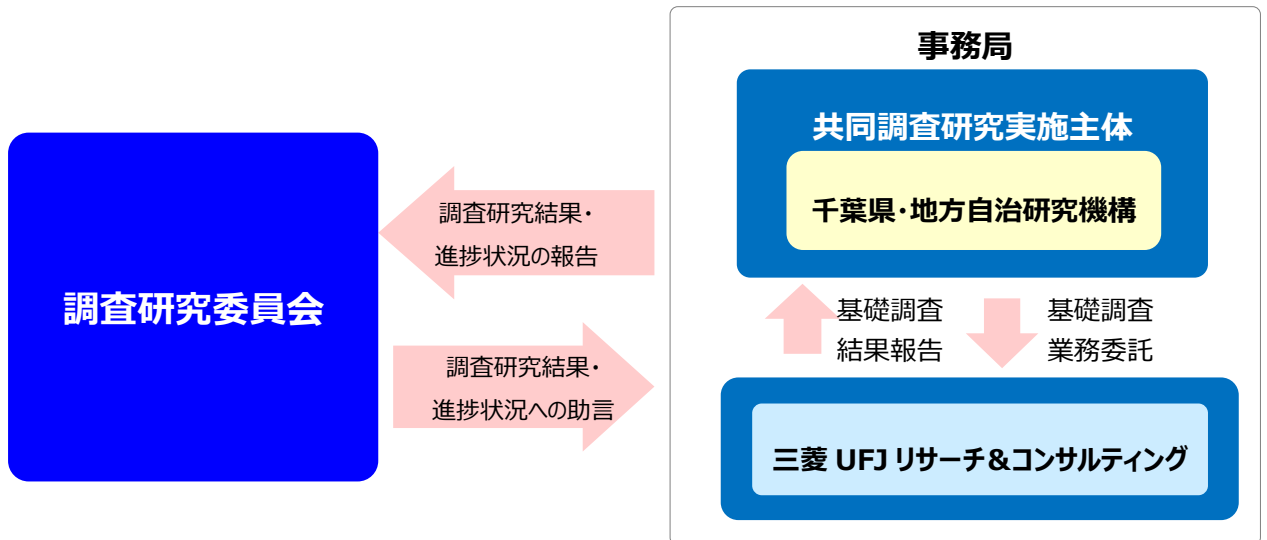 事務局
共同調査研究実施主体
千葉県・地方自治研究機構
調査研究結果・
進捗状況の報告
調査研究委員会
基礎調査
結果報告
基礎調査
業務委託
調査研究結果・
進捗状況への助言
三菱 UFJ リサーチ&コンサルティング